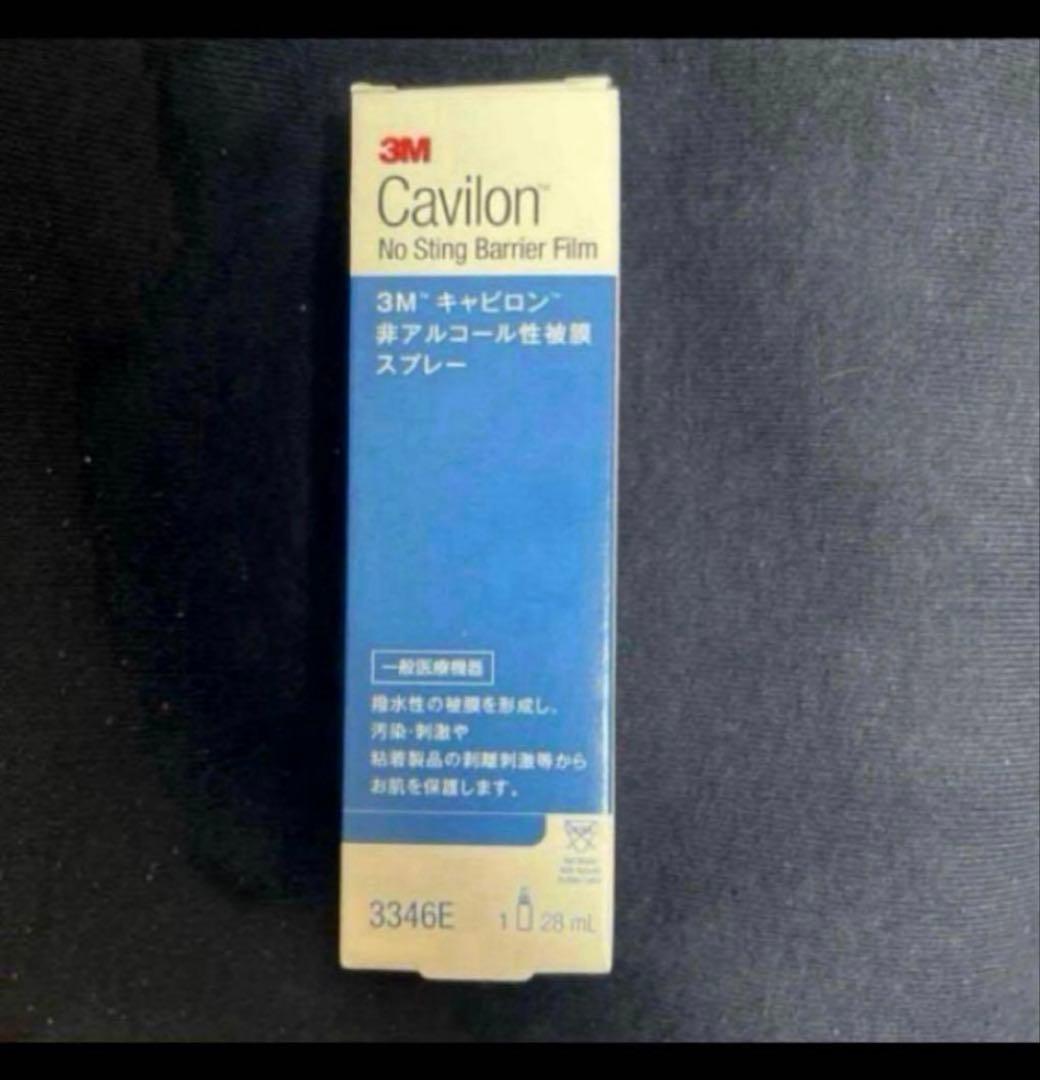 3M
Cavilon™
No Sting Barrier Film
3M™ キャビロン™
非アルコール性被膜
スプレー
一般医療機器
撥水性の被膜を形成し、
汚染・刺激や
粘着製品の剥離刺激等から
お肌を保護します。
3346E 1 28 mL